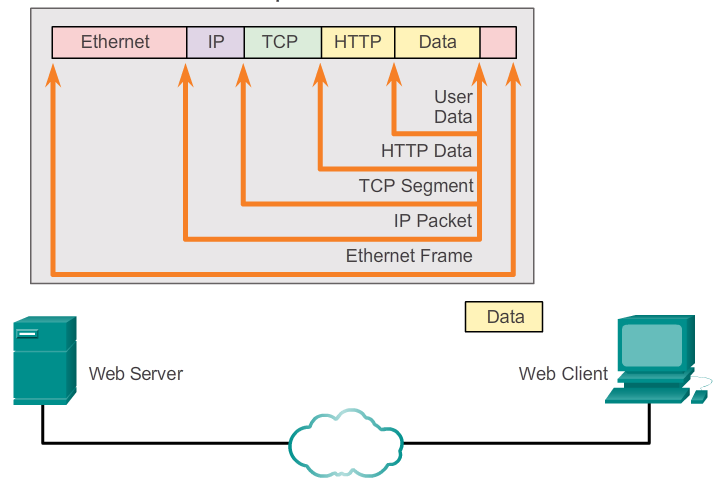 Ethernet IP TCP HTTP Data
User
Data
HTTP Data
TCP Segment
IP Packet
Ethernet Frame
Data
Web Server
Web Client